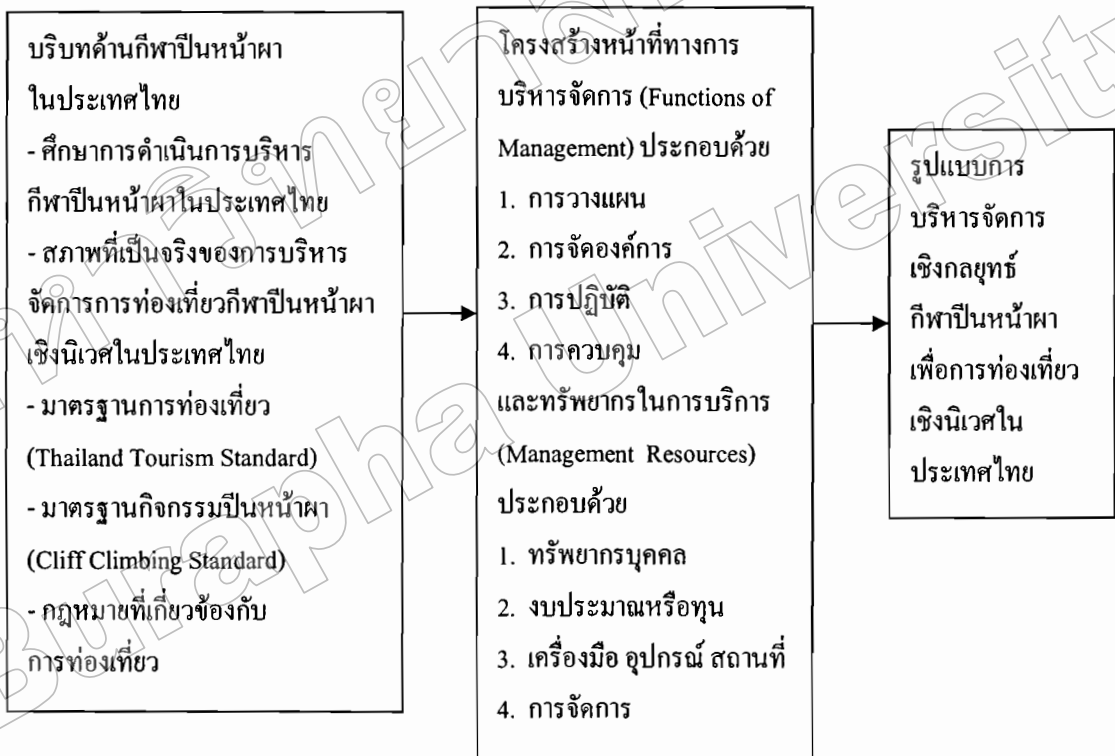 บริบทด้านกีฬาปีนหน้าผา
ในประเทศไทย
- ศึกษาการดำเนินการบริหาร
กีฬาปีนหน้าผาในประเทศไทย
- สภาพที่เป็นจริงของการบริหาร
จัดการการท่องเที่ยวกีฬาปีนหน้าผา
เชิงนิเวศในประเทศไทย
- มาตรฐานการท่องเที่ยว
(Thailand Tourism Standard)
- มาตรฐานกิจกรรมปีนหน้าผา
(Cliff Climbing Standard)
- กฎหมายที่เกี่ยวข้องกับ
การท่องเที่ยว
โครงสร้างหน้าที่ทางการ
บริหารจัดการ (Functions of
Management) ประกอบด้วย
1. การวางแผน
2. การจัดองค์การ
3. การปฏิบัติ
4. การควบคุม
และทรัพยากรในการบริการ
(Management Resources)
ประกอบด้วย
1. ทรัพยากรบุคคล
2. งบประมาณหรือทุน
3. เครื่องมือ อุปกรณ์ สถานที่
4. การจัดการ
รูปแบบการ
บริหารจัดการ
เชิงกลยุทธ์
กีฬาปีนหน้าผา
เพื่อการท่องเที่ยว
เชิงนิเวศใน
ประเทศไทย
Burapha University